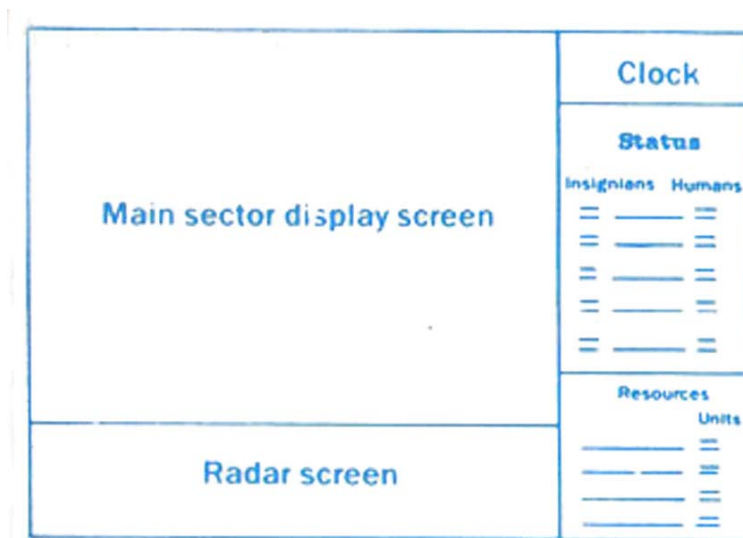 Main sector display screen
Radar screen
Clock
Status
Insignians Humans
Resources
Units